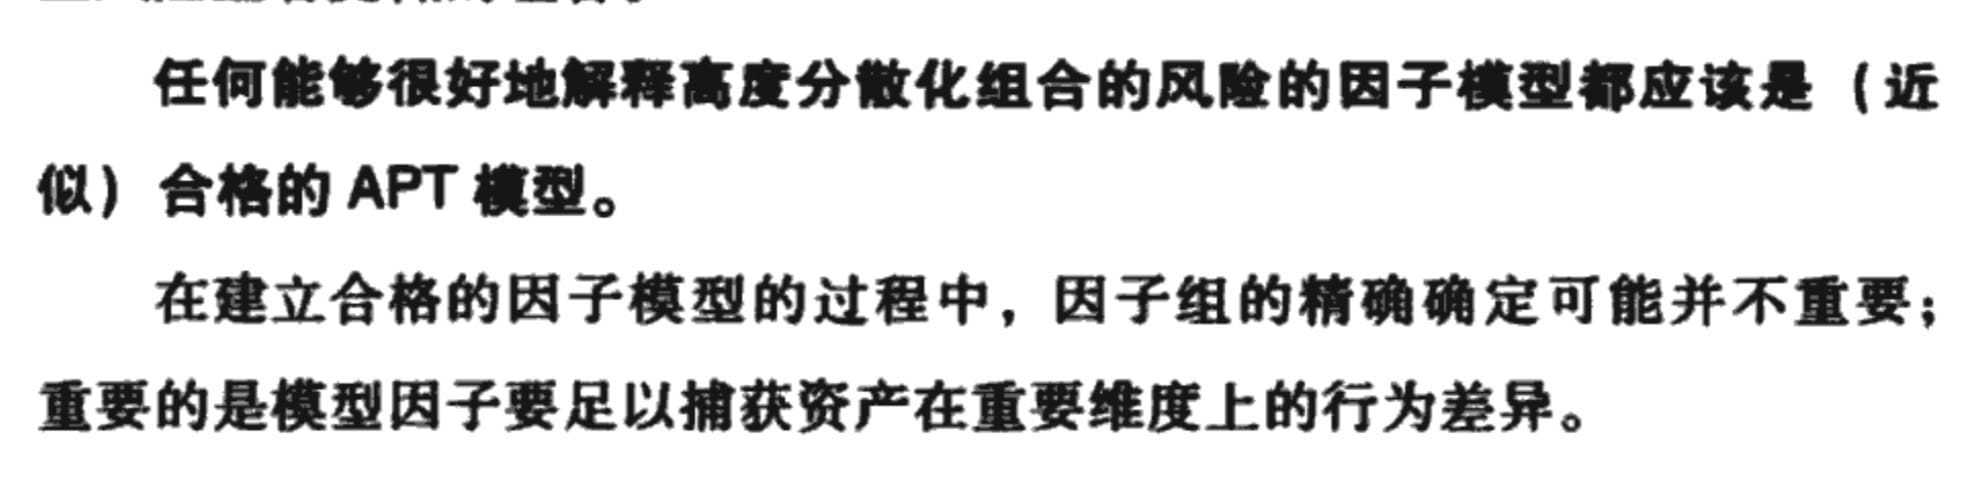 任何能够很好地解释高度分散化组合的风险的因子模型都应该是（近
似）合格的 APT 模型。
在建立合格的因子模型的过程中，因子组的精确确定可能并不重要；
重要的是模型因子要足以捕获资产在重要维度上的行为差异。